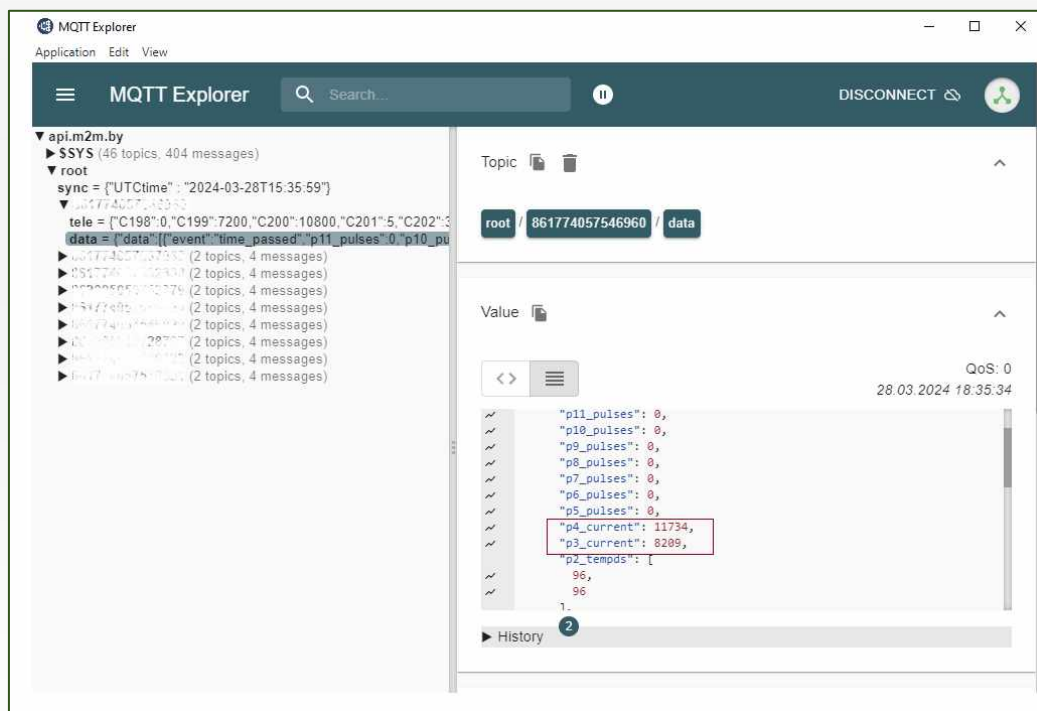 MQTT Explorer
Application Edit View
MQTT Explorer
Search...
DISCONNECT
▼ api.m2m.by
▶ $SYS (46 topics, 404 messages)
▼ root
sync = {"UTCtime" : "2024-03-28T15:35:59"}
▼
tele = {"C198":0,"C199":7200,"C200":10800,"C201":5,"C202":3
data = {"data":[{"event":"time_passed","p11_pulses":0,"p10_pu
▶ (2 topics, 4 messages)
▶ (2 topics, 4 messages)
▶ (2 topics, 4 messages)
▶ (2 topics, 4 messages)
▶ (2 topics, 4 messages)
▶ (2 topics, 4 messages)
▶ (2 topics, 4 messages)
▶ (2 topics, 4 messages)
Topic
root / 861774057546960 / data
Value
QoS: 0
28.03.2024 18:35:34
"p11_pulses": 0,
"p10_pulses": 0,
"p9_pulses": 0,
"p8_pulses": 0,
"p7_pulses": 0,
"p6_pulses": 0,
"p5_pulses": 0,
"p4_current": 11734,
"p3_current": 8209,
"p2_tempds": [
96,
96
],
▶ History 2